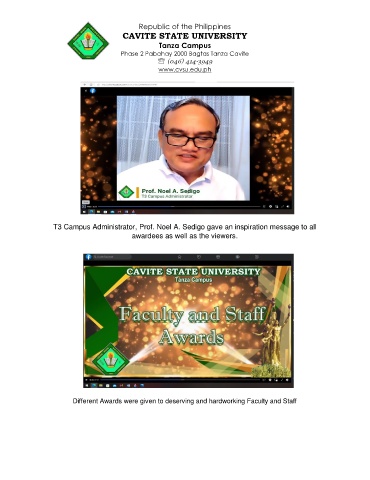 Republic of the Philippines
CAVITE STATE UNIVERSITY
Tanza Campus
Phase 2 Pabahay 2000 Bagtas Tanza Cavite
☏ (046) 414-3949
www.cvsu.edu.ph
Prof. Noel A. Sedigo
T3 Campus Administrator
T3 Campus Administrator, Prof. Noel A. Sedigo gave an inspiration message to all
awardees as well as the viewers.
CAVITE STATE UNIVERSITY
Tanza Campus
Faculty and Staff
Awards
Different Awards were given to deserving and hardworking Faculty and Staff